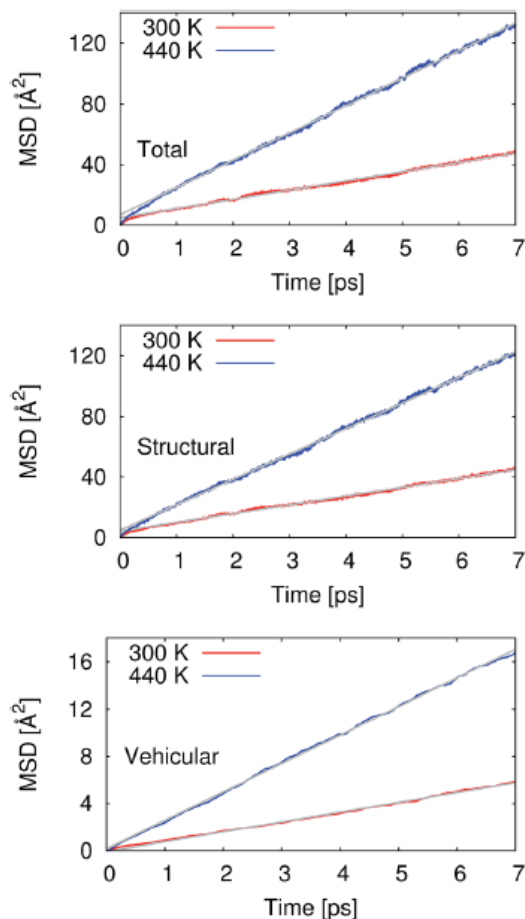 300 K
440 K
MSD [Å²]
120
80
40
0
Total
0 1 2 3 4 5 6 7
Time [ps]
300 K
440 K
MSD [Å²]
120
80
40
0
Structural
0 1 2 3 4 5 6 7
Time [ps]
300 K
440 K
MSD [Å²]
16
12
8
4
0
Vehicular
0 1 2 3 4 5 6 7
Time [ps]